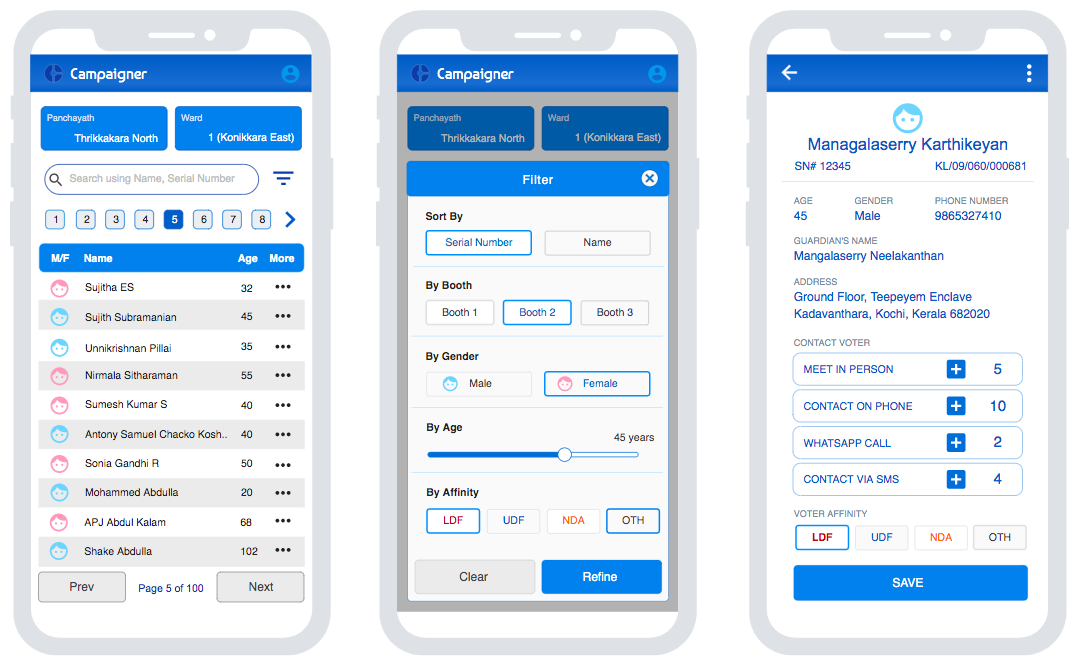 Campaigner
Panchayath
Thrikkakara North
Ward
1 (Konikkara East)
Search using Name, Serial Number
1 2 3 4 5 6 7 8
M/F Name Age More
Sujitha ES 32
Sujith Subramanian 45
Unnikrishnan Pillai 35
Nirmala Sitharaman 55
Sumesh Kumar S 40
Antony Samuel Chacko Kosh.. 40
Sonia Gandhi R 50
Mohammed Abdulla 20
APJ Abdul Kalam 68
Shake Abdulla 102
Prev Page 5 of 100 Next
Campaigner
Panchayath
Thrikkakara North
Ward
1 (Konikkara East)
Filter
Sort By
Serial Number Name
By Booth
Booth 1 Booth 2 Booth 3
By Gender
Male Female
By Age
45 years
By Affinity
LDF UDF NDA OTH
Clear Refine
Managalaserry Karthikeyan
SN# 12345 KL/09/060/000681
AGE GENDER PHONE NUMBER
45 Male 9865327410
GUARDIAN'S NAME
Mangalaserry Neelakanthan
ADDRESS
Ground Floor, Teepeyem Enclave
Kadavanthara, Kochi, Kerala 682020
CONTACT VOTER
MEET IN PERSON + 5
CONTACT ON PHONE + 10
WHATSAPP CALL + 2
CONTACT VIA SMS + 4
VOTER AFFINITY
LDF UDF NDA OTH
SAVE